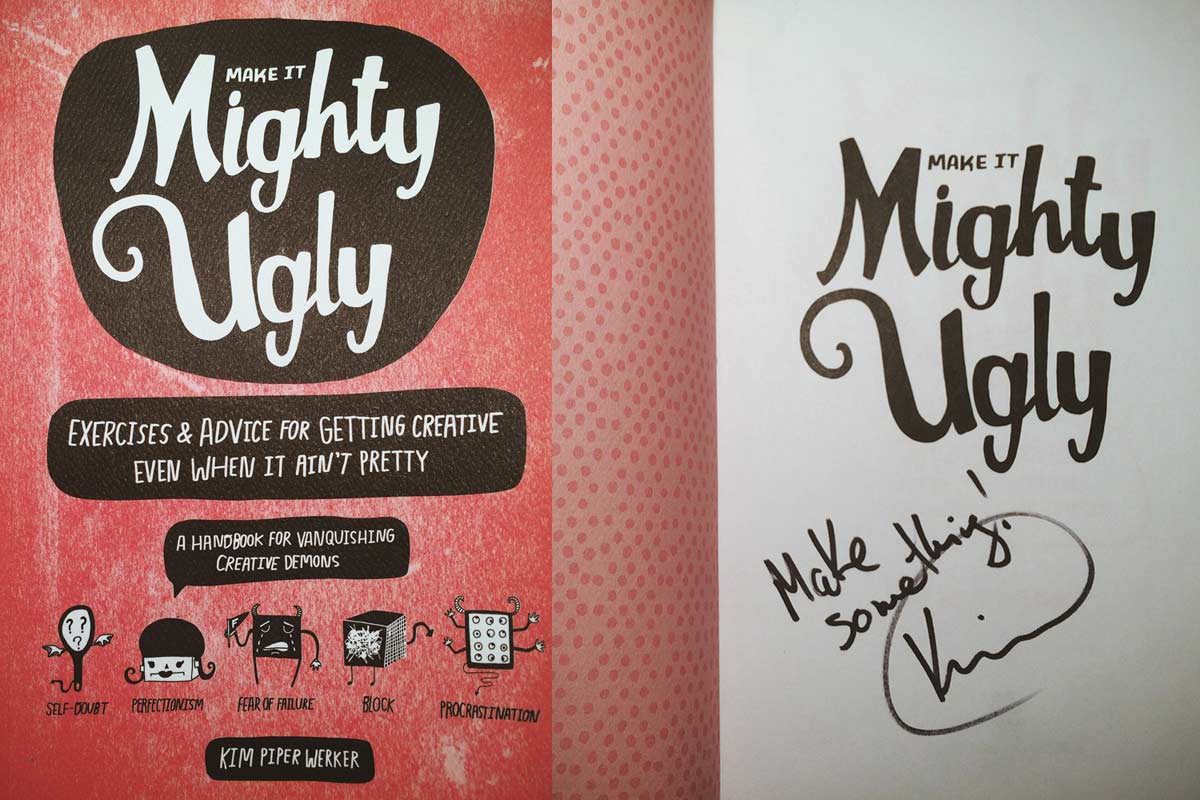 MAKE IT
Mighty
Ugly
EXERCISES & ADVICE FOR GETTING CREATIVE
EVEN WHEN IT AIN'T PRETTY
A HANDBOOK FOR VANQUISHING
CREATIVE DEMONS
? ?
?
F
SELF-DOUBT PERFECTIONISM FEAR OF FAILURE BLOCK PROCRASTINATION
KIM PIPER WERKER
MAKE IT
Mighty
Ugly
Make
something!
Kim